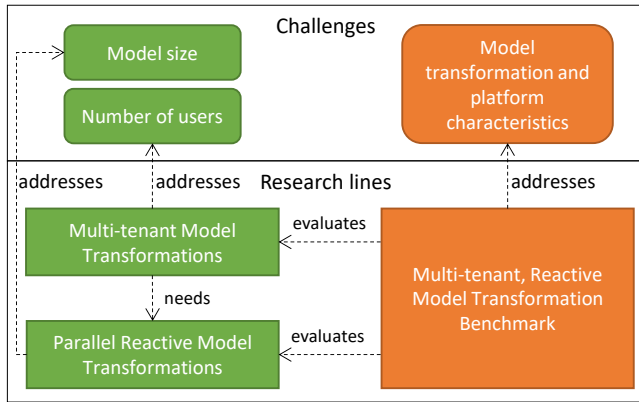 Challenges
Model size
Number of users
Model
transformation and
platform
characteristics
addresses
addresses
Research lines
addresses
Multi-tenant Model
Transformations
evaluates
Multi-tenant, Reactive
Model Transformation
Benchmark
needs
Parallel Reactive Model
Transformations
evaluates